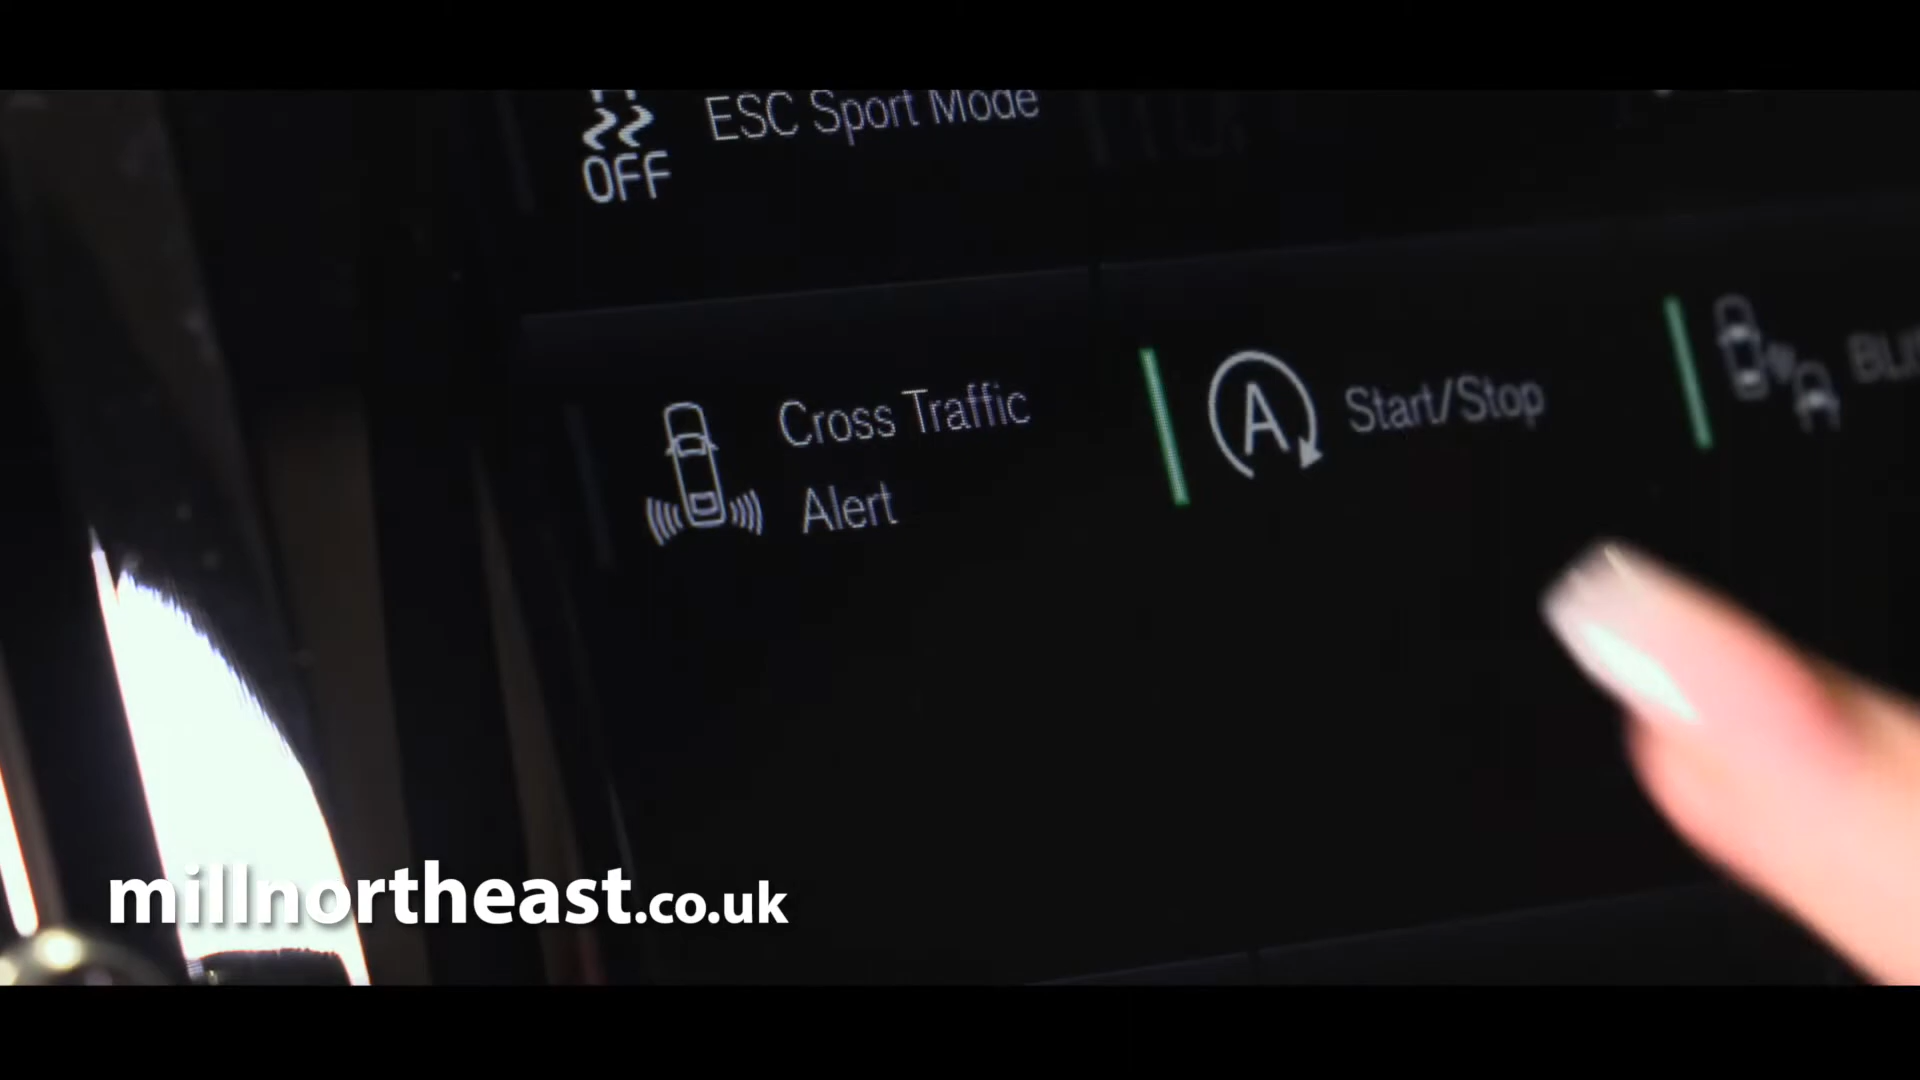 ESC Sport Mode
OFF
Cross Traffic
Alert
A
Start/Stop
millnortheast.co.uk